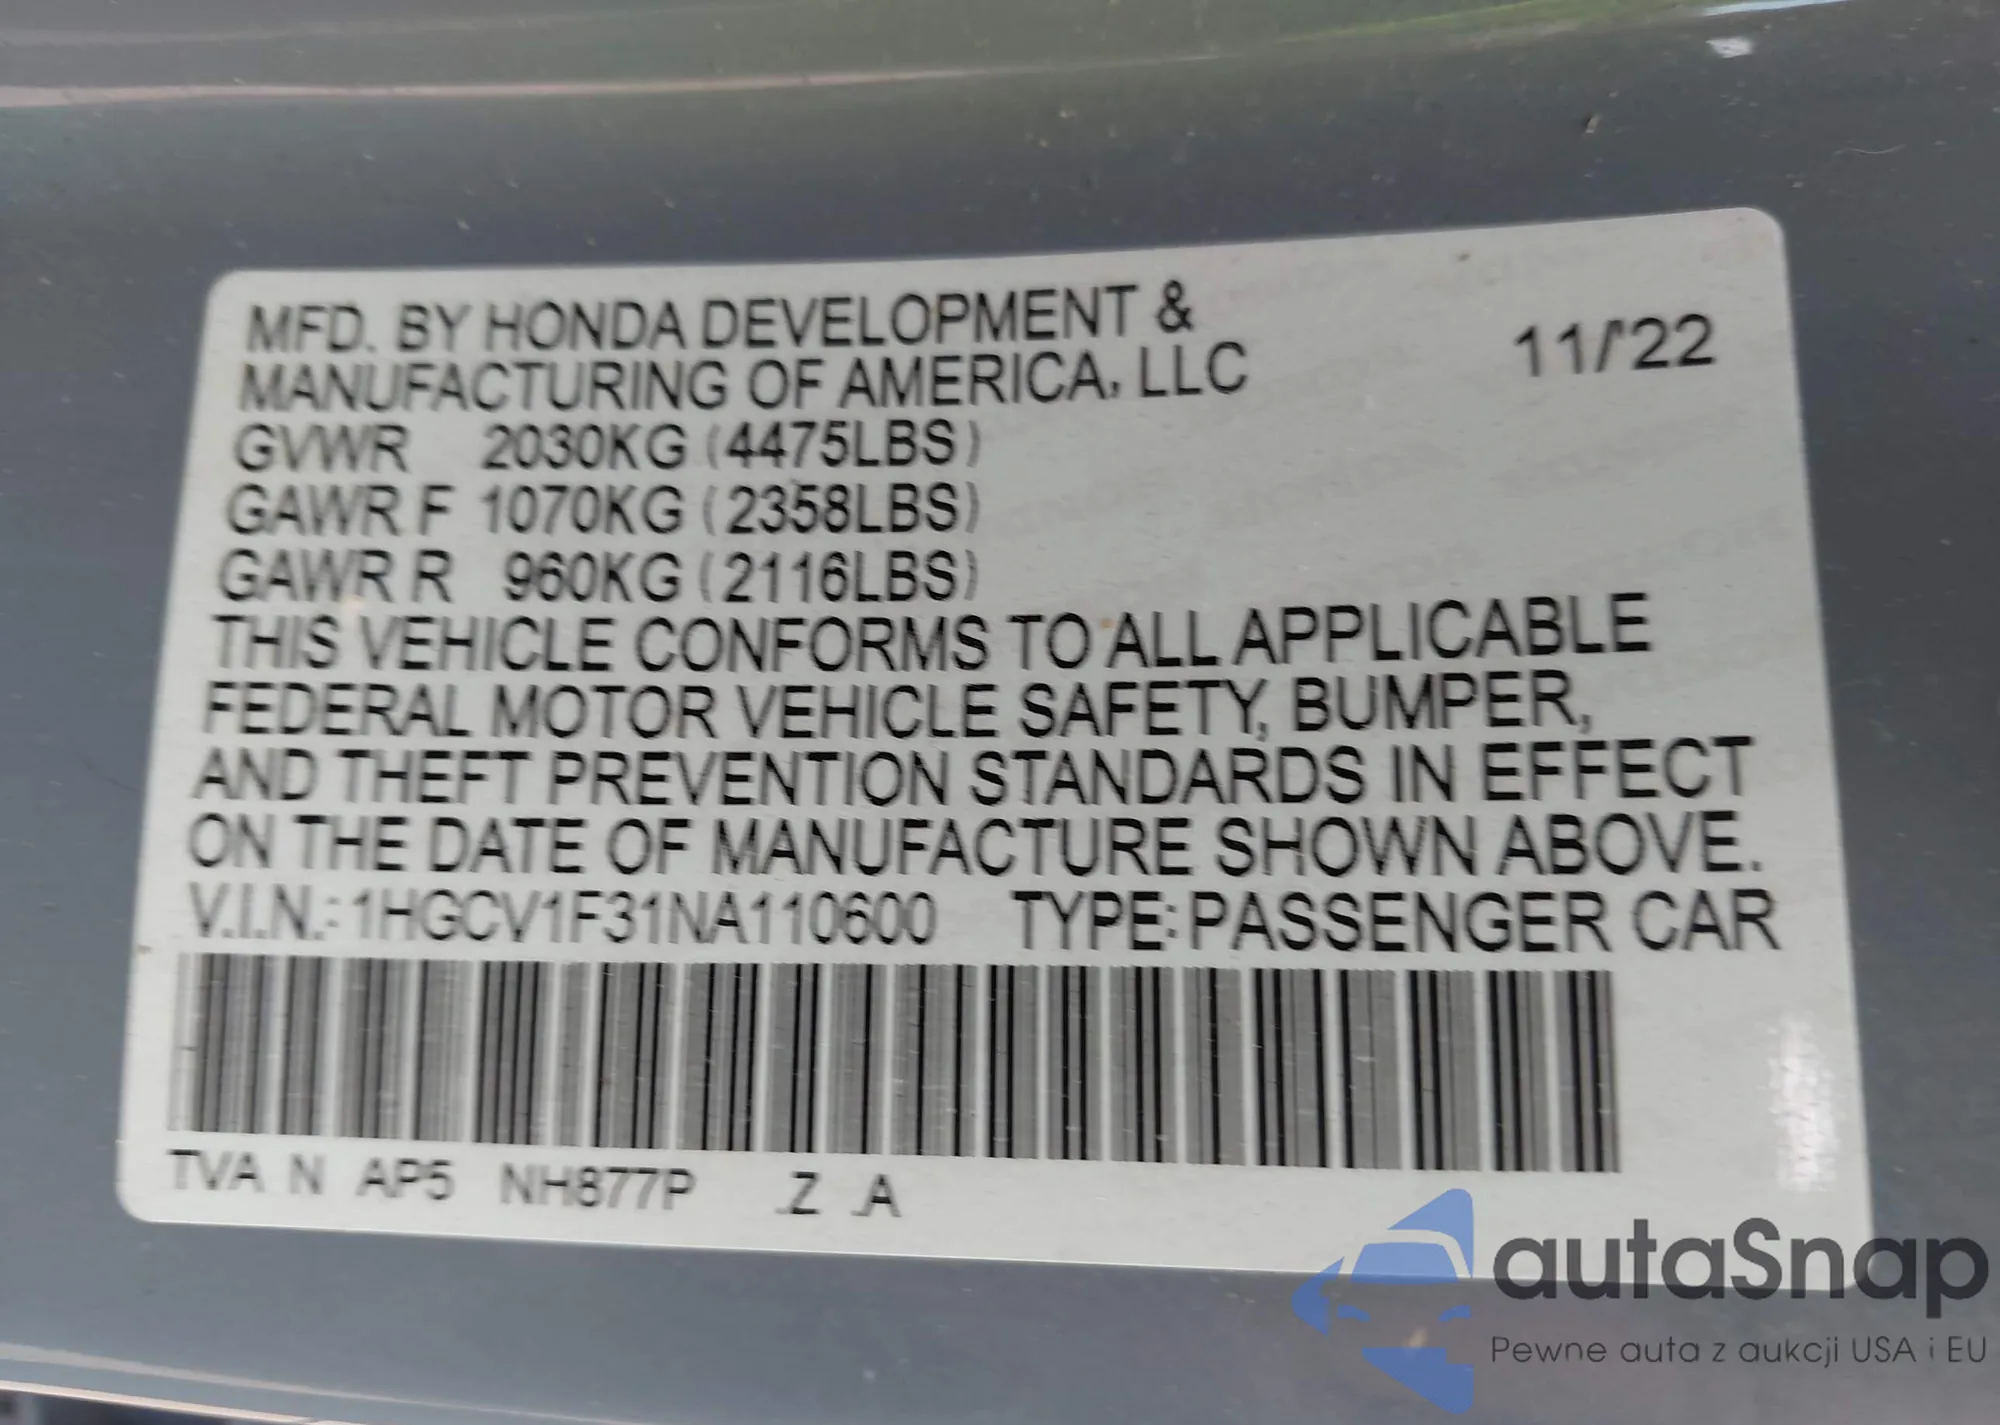 MFD. BY HONDA DEVELOPMENT &
MANUFACTURING OF AMERICA, LLC
11/'22
GVWR 2030KG (4475LBS)
GAWR F 1070KG (2358LBS)
GAWR R 960KG (2116LBS)
THIS VEHICLE CONFORMS TO ALL APPLICABLE
FEDERAL MOTOR VEHICLE SAFETY, BUMPER,
AND THEFT PREVENTION STANDARDS IN EFFECT
ON THE DATE OF MANUFACTURE SHOWN ABOVE.
V.I.N.: 1HGCV1F31NA110600 TYPE: PASSENGER CAR
TVA N AP5 NH877P .Z .A
autaSnap
Pewne auta z aukcji USA i EU